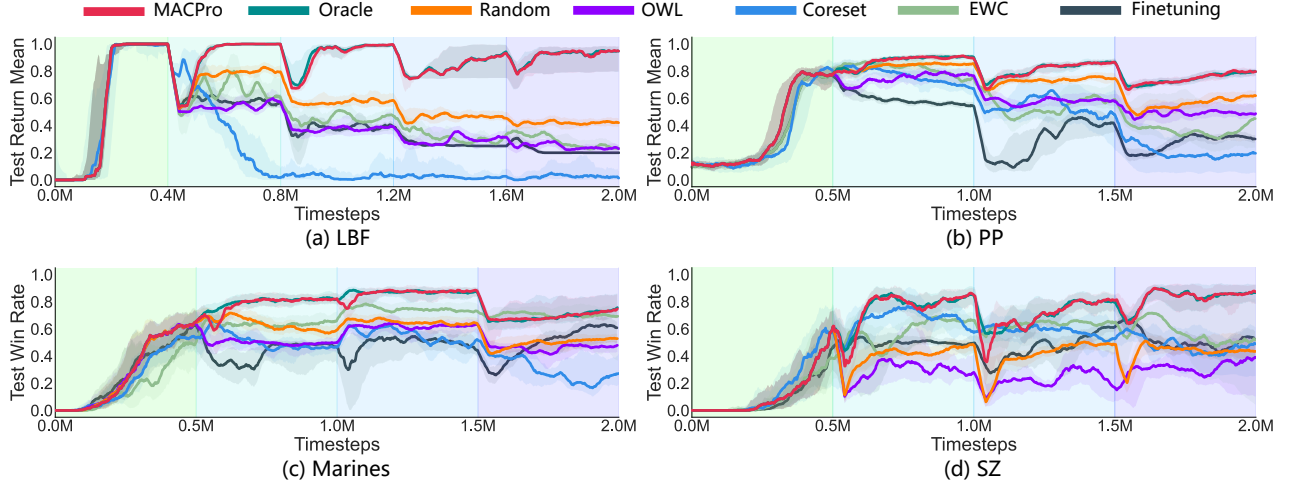 MACPro Oracle Random OWL Coreset EWC Finetuning
Test Return Mean
1.0
0.8
0.6
0.4
0.2
0.0
0.0M 0.4M 0.8M 1.2M 1.6M 2.0M
Timesteps
(a) LBF
Test Return Mean
1.0
0.8
0.6
0.4
0.2
0.0
0.0M 0.5M 1.0M 1.5M 2.0M
Timesteps
(b) PP
Test Win Rate
1.0
0.8
0.6
0.4
0.2
0.0
0.0M 0.5M 1.0M 1.5M 2.0M
Timesteps
(c) Marines
Test Win Rate
1.0
0.8
0.6
0.4
0.2
0.0
0.0M 0.5M 1.0M 1.5M 2.0M
Timesteps
(d) SZ